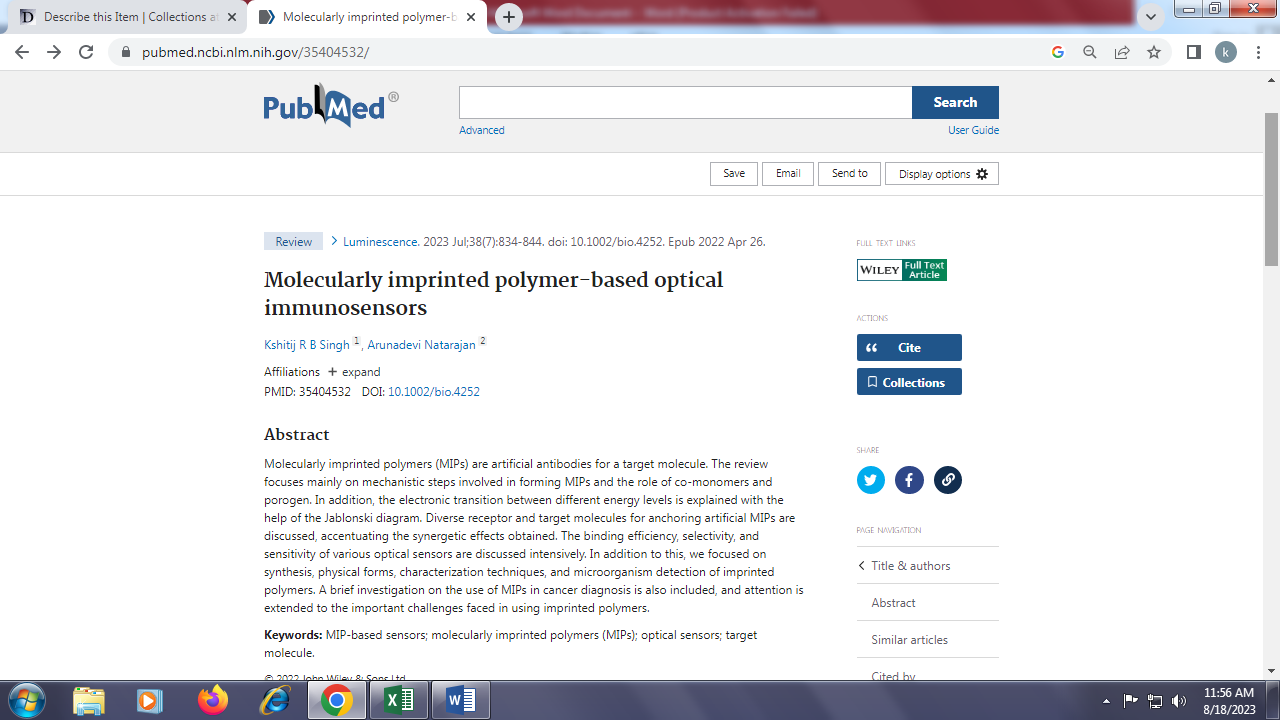 Describe this Item | Collections at
Molecularly imprinted polymer-b
pubmed.ncbi.nlm.nih.gov/35404532/
k
PubMed®
Search
Advanced
User Guide
Save
Email
Send to
Display options
Review
Luminescence. 2023 Jul;38(7):834-844. doi: 10.1002/bio.4252. Epub 2022 Apr 26.
Molecularly imprinted polymer-based optical
immunosensors
Kshitij R B Singh 1, Arunadevi Natarajan 2
Affiliations + expand
PMID: 35404532 DOI: 10.1002/bio.4252
Abstract
Molecularly imprinted polymers (MIPs) are artificial antibodies for a target molecule. The review
focuses mainly on mechanistic steps involved in forming MIPs and the role of co-monomers and
porogen. In addition, the electronic transition between different energy levels is explained with the
help of the Jablonski diagram. Diverse receptor and target molecules for anchoring artificial MIPs are
discussed, accentuating the synergetic effects obtained. The binding efficiency, selectivity, and
sensitivity of various optical sensors are discussed intensively. In addition to this, we focused on
synthesis, physical forms, characterization techniques, and microorganism detection of imprinted
polymers. A brief investigation on the use of MIPs in cancer diagnosis is also included, and attention is
extended to the important challenges faced in using imprinted polymers.
Keywords: MIP-based sensors; molecularly imprinted polymers (MIPs); optical sensors; target
molecule.
© 2022 John Wiley & Sons Ltd.
FULL TEXT LINKS
WILEY Full Text
Article
ACTIONS
Cite
Collections
SHARE
PAGE NAVIGATION
Title & authors
Abstract
Similar articles
Cited by
11:56 AM
8/18/2023